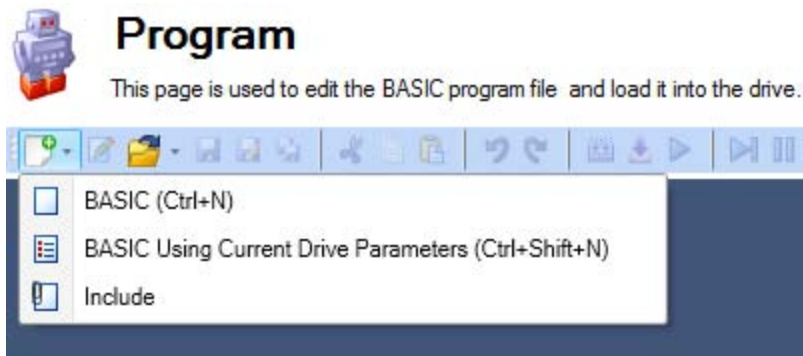 Program
This page is used to edit the BASIC program file and load it into the drive.
BASIC (Ctrl+N)
BASIC Using Current Drive Parameters (Ctrl+Shift+N)
Include